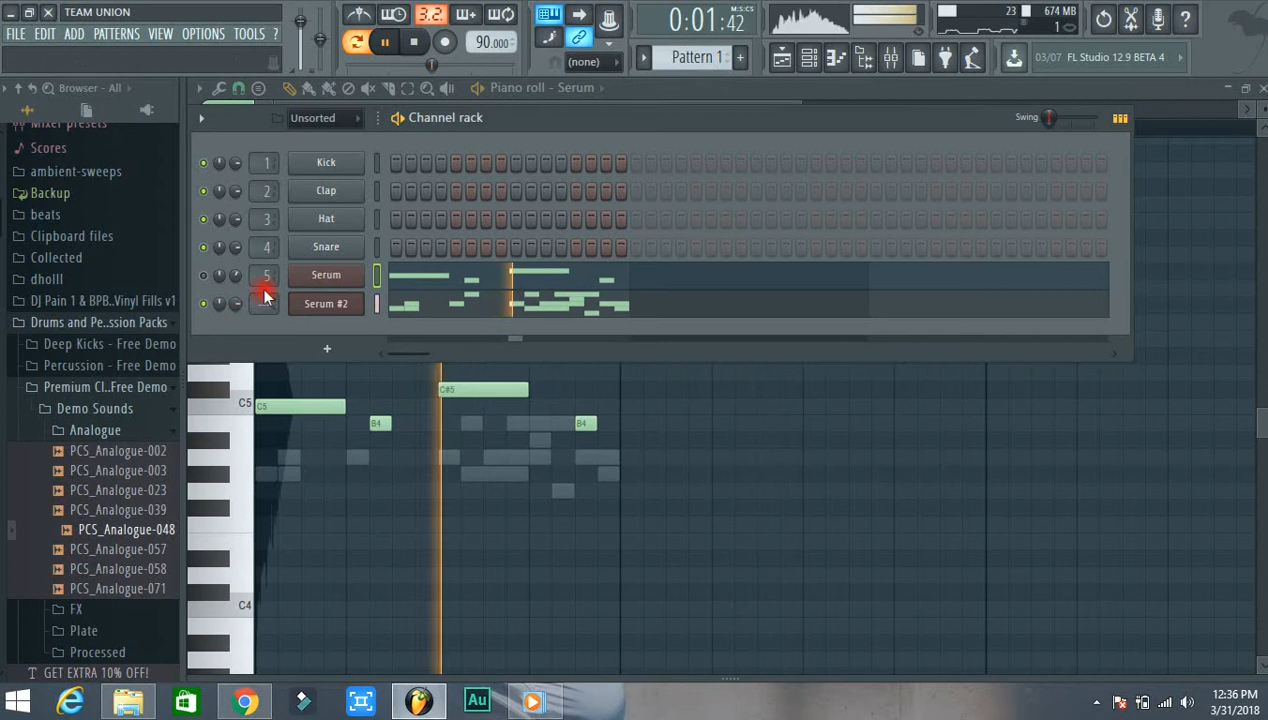 TEAM UNION
FILE EDIT ADD PATTERNS VIEW OPTIONS TOOLS ?
3.2
90.000
0:01:42
M:S:CS
23
674 MB
1
(none)
Pattern 1
03/07 FL Studio 12.9 BETA 4
Browser - All
Piano roll - Serum
Mixer presets
Scores
ambient-sweeps
Backup
beats
Clipboard files
Collected
dholll
DJ Pain 1 & BPB..Vinyl Fills v1
Drums and Pe..ssion Packs
Deep Kicks - Free Demo
Percussion - Free Demo
Premium Cl..Free Demo
Demo Sounds
Analogue
PCS_Analogue-002
PCS_Analogue-003
PCS_Analogue-023
PCS_Analogue-039
PCS_Analogue-048
PCS_Analogue-057
PCS_Analogue-058
PCS_Analogue-071
FX
Plate
Processed
GET EXTRA 10% OFF!
Unsorted
Channel rack
Swing
1 Kick
2 Clap
3 Hat
4 Snare
5 Serum
Serum #2
+
C5
C4
C5
B4
C#5
B4
Au
12:36 PM
3/31/2018